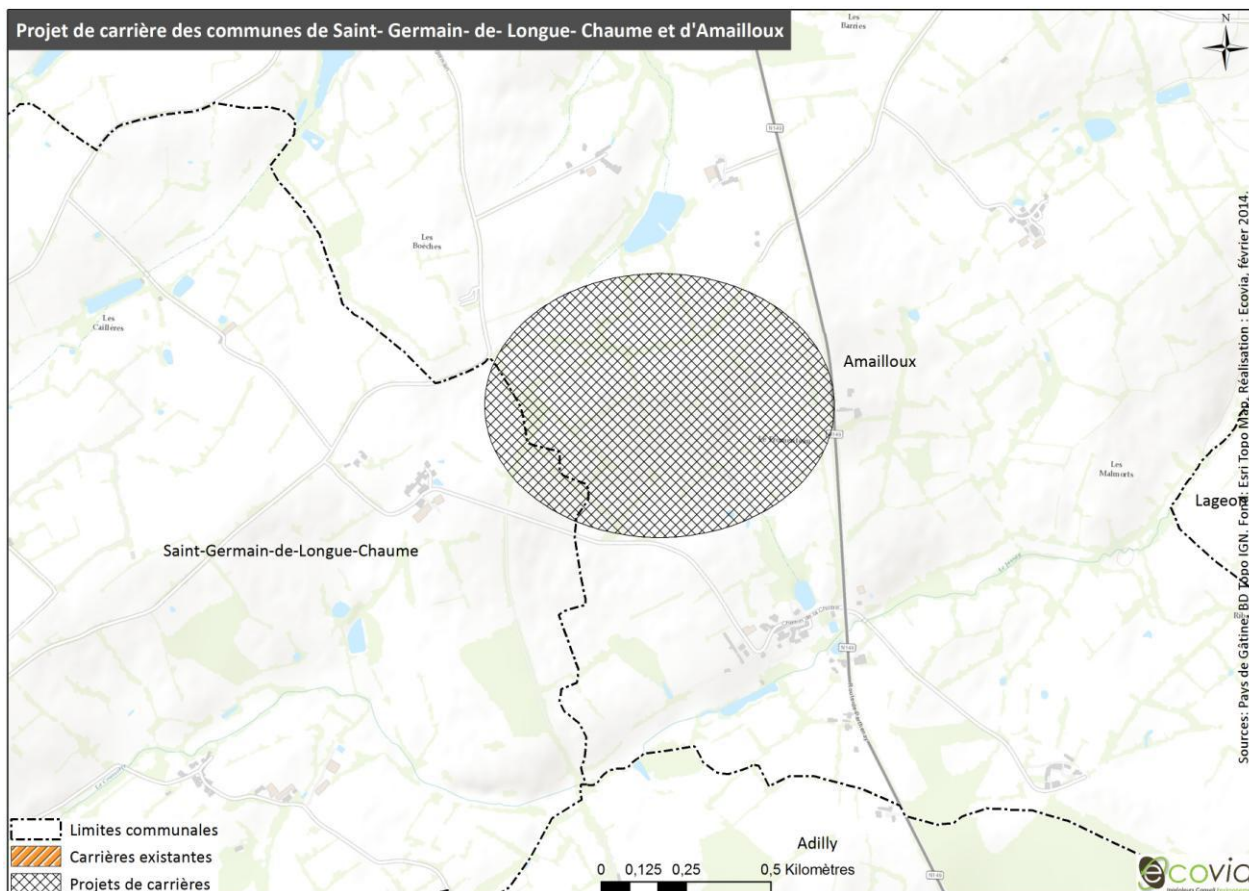 Projet de carrière des communes de Saint- Germain- de- Longue- Chaume et d'Amailloux
Les
Barries
N
N149
Les
Boëches
Les
Caillères
Amailloux
N149
Les
Malmorts
Lageon
Saint-Germain-de-Longue-Chaume
N149
Adilly
N149
Limites communales
Carrières existantes
Projets de carrières
0 0,125 0,25 0,5 Kilomètres
Sources: Pays de Gâtine, BD Topo IGN. Fond: Esri Topo Map, Réalisation : Ecovia, février 2014.
ecovia